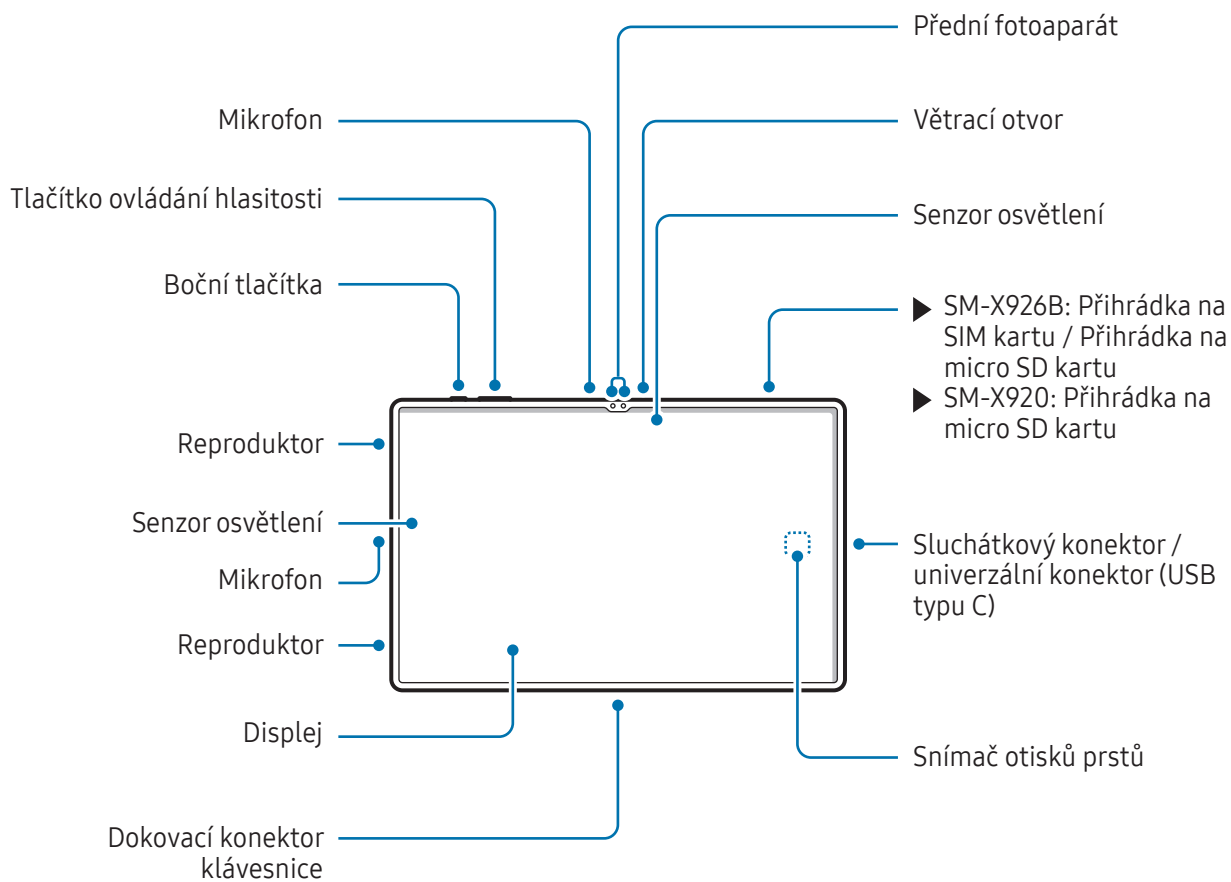 Přední fotoaparát
Mikrofon
Větrací otvor
Tlačítko ovládání hlasitosti
Senzor osvětlení
Boční tlačítka
▶ SM-X926B: Přihrádka na
SIM kartu / Přihrádka na
micro SD kartu
▶ SM-X920: Přihrádka na
micro SD kartu
Reproduktor
Senzor osvětlení
Mikrofon
Reproduktor
Sluchátkový konektor /
univerzální konektor (USB
typu C)
Displej
Snímač otisků prstů
Dokovací konektor
klávesnice